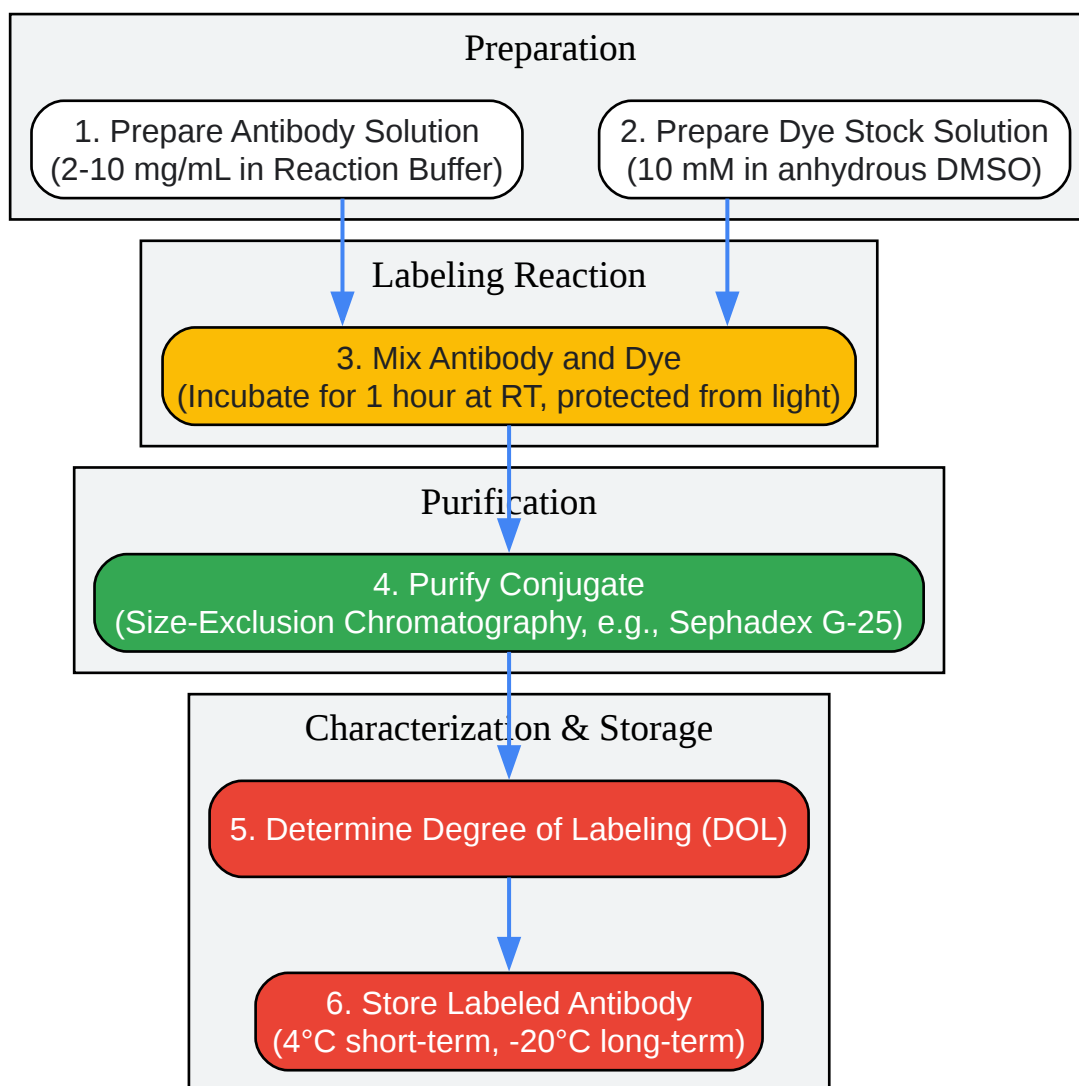 Preparation
1. Prepare Antibody Solution
(2-10 mg/mL in Reaction Buffer)
2. Prepare Dye Stock Solution
(10 mM in anhydrous DMSO)
Labeling Reaction
3. Mix Antibody and Dye
(Incubate for 1 hour at RT, protected from light)
Purification
4. Purify Conjugate
(Size-Exclusion Chromatography, e.g., Sephadex G-25)
Characterization & Storage
5. Determine Degree of Labeling (DOL)
6. Store Labeled Antibody
(4°C short-term, -20°C long-term)